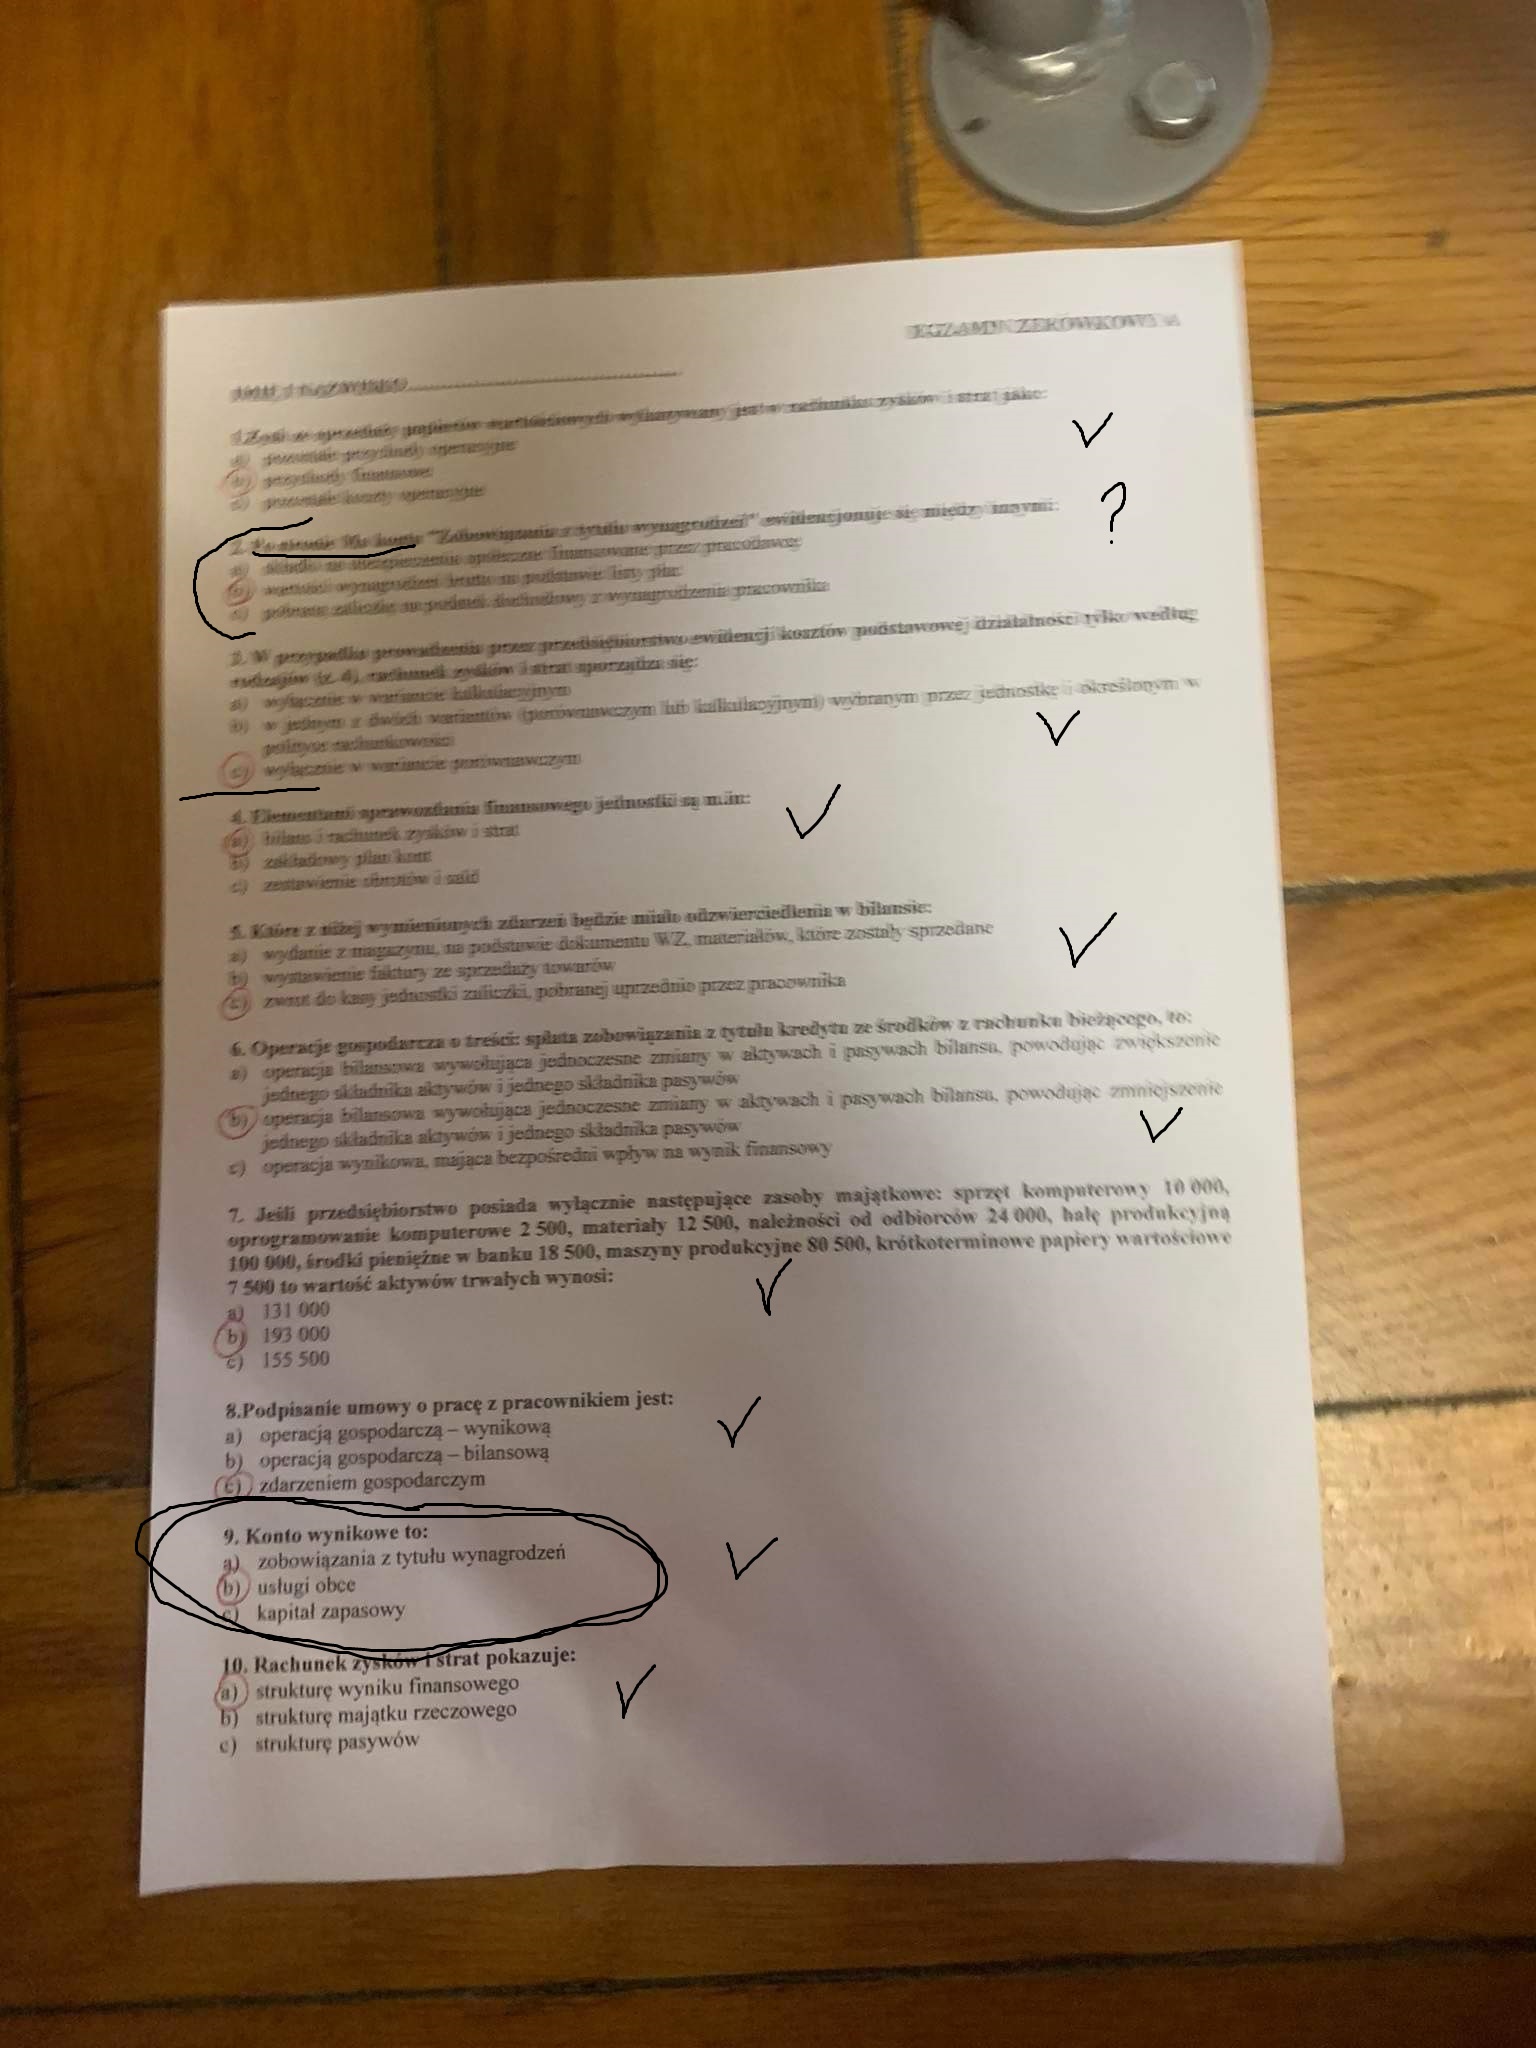 EGZAMIN ZERÓWKOWY
1.Zysk ze sprzedaży papierów wartościowych wykazywany jest w rachunku zysków i strat jako:
a) pozostałe przychody operacyjne
b) przychody finansowe
c) pozostałe koszty operacyjne
2. Po stronie Ma konta "Zobowiązania z tytułu wynagrodzeń" ewidencjonuje się między innymi:
?
a) składki na ubezpieczenia społeczne finansowane przez pracodawcę
b) wartości wynagrodzeń brutto na podstawie listy płac
c) pobraną zaliczkę na podatek dochodowy z wynagrodzenia pracownika
3. W przypadku prowadzenia przez przedsiębiorstwo ewidencji kosztów podstawowej działalności tylko według
rodzajów (z. 4), rachunek zysków i strat sporządza się:
a) wyłącznie w wariancie kalkulacyjnym
b) w jednym z dwóch wariantów (porównawczym lub kalkulacyjnym) wybranym przez jednostkę i określonym w
polityce rachunkowości
c) wyłącznie w wariancie porównawczym
4. Elementami sprawozdania finansowego jednostki są m.in:
a) bilans i rachunek zysków i strat
b) zakładowy plan kont
c) zestawienie obrotów i sald
5. Które z niżej wymienionych zdarzeń będzie miało odzwierciedlenie w bilansie:
a) wydanie z magazynu, na podstawie dokumentu WZ, materiałów, które zostały sprzedane
b) wystawienie faktury ze sprzedaży towarów
c) zwrot do kasy jednostki zaliczki, pobranej uprzednio przez pracownika
6. Operacje gospodarcza o treści: spłata zobowiązania z tytułu kredytu ze środków z rachunku bieżącego, to:
a) operacja bilansowa wywołująca jednoczesne zmiany w aktywach i pasywach bilansu, powodując zwiększenie
jednego składnika aktywów i jednego składnika pasywów
b) operacja bilansowa wywołująca jednoczesne zmiany w aktywach i pasywach bilansu, powodując zmniejszenie
jednego składnika aktywów i jednego składnika pasywów
c) operacja wynikowa, mająca bezpośredni wpływ na wynik finansowy
7. Jeśli przedsiębiorstwo posiada wyłącznie następujące zasoby majątkowe: sprzęt komputerowy 10 000,
oprogramowanie komputerowe 2 500, materiały 12 500, należności od odbiorców 24 000, halę produkcyjną
100 000, środki pieniężne w banku 18 500, maszyny produkcyjne 80 500, krótkoterminowe papiery wartościowe
7 500 to wartość aktywów trwałych wynosi:
a) 131 000
b) 193 000
c) 155 500
8.Podpisanie umowy o pracę z pracownikiem jest:
a) operacją gospodarczą – wynikową
b) operacją gospodarczą – bilansową
c) zdarzeniem gospodarczym
9. Konto wynikowe to:
a) zobowiązania z tytułu wynagrodzeń
b) usługi obce
c) kapitał zapasowy
10. Rachunek zysków i strat pokazuje:
a) strukturę wyniku finansowego
b) strukturę majątku rzeczowego
c) strukturę pasywów